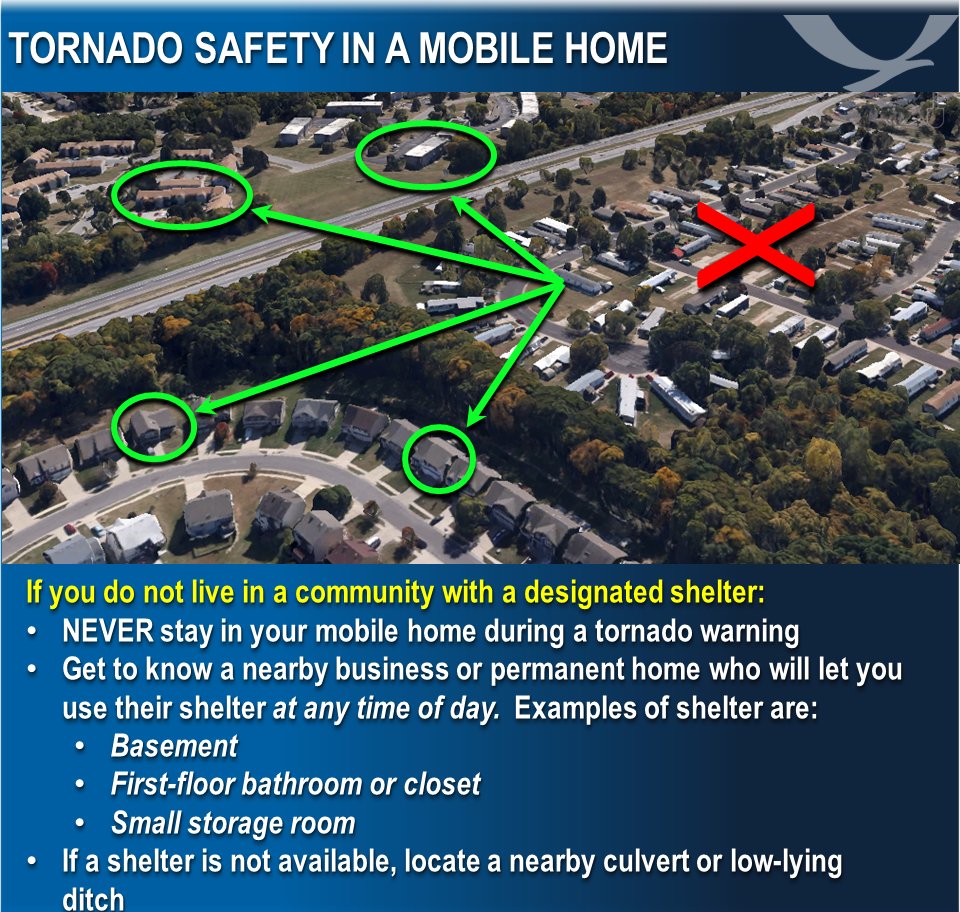 TORNADO SAFETY IN A MOBILE HOME
If you do not live in a community with a designated shelter:
• NEVER stay in your mobile home during a tornado warning
• Get to know a nearby business or permanent home who will let you
use their shelter at any time of day. Examples of shelter are:
• Basement
• First-floor bathroom or closet
• Small storage room
• If a shelter is not available, locate a nearby culvert or low-lying
ditch